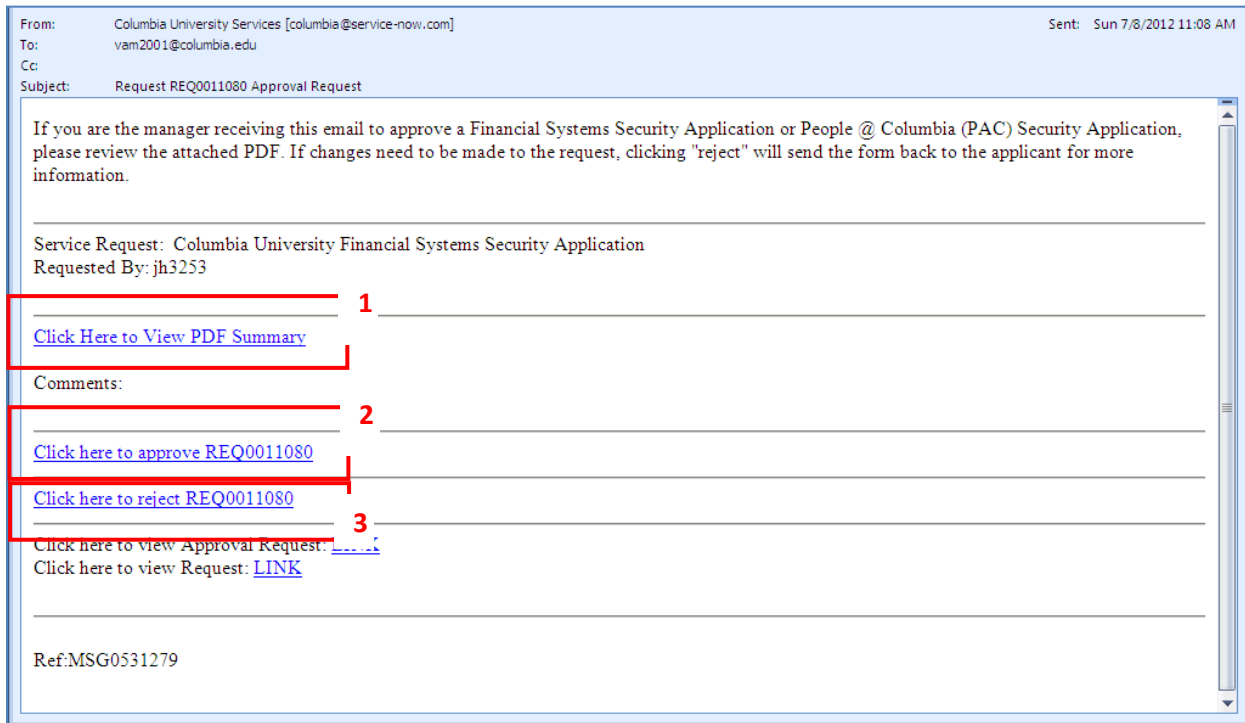 From: Columbia University Services [columbia@service-now.com] Sent: Sun 7/8/2012 11:08 AM
To: vam2001@columbia.edu
Cc:
Subject: Request REQ0011080 Approval Request
If you are the manager receiving this email to approve a Financial Systems Security Application or People @ Columbia (PAC) Security Application,
please review the attached PDF. If changes need to be made to the request, clicking "reject" will send the form back to the applicant for more
information.
Service Request: Columbia University Financial Systems Security Application
Requested By: jh3253
1
Click Here to View PDF Summary
Comments:
2
Click here to approve REQ0011080
Click here to reject REQ0011080
3
Click here to view Approval Request:
Click here to view Request: LINK
Ref:MSG0531279